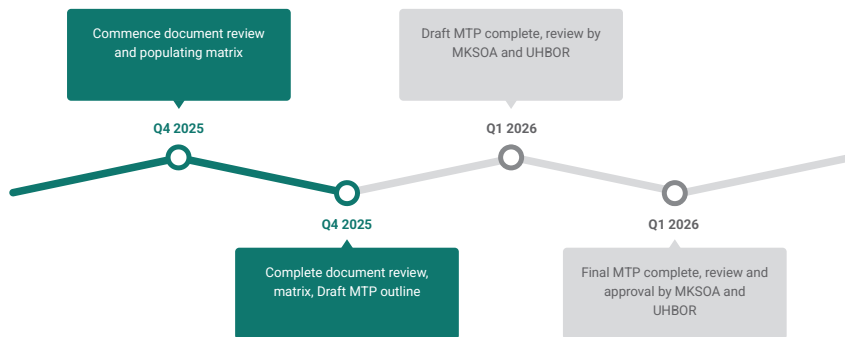 Commence document review
and populating matrix
Q4 2025
Q4 2025
Complete document review,
matrix, Draft MTP outline
Draft MTP complete, review by
MKSOA and UHBOR
Q1 2026
Q1 2026
Final MTP complete, review and
approval by MKSOA and
UHBOR